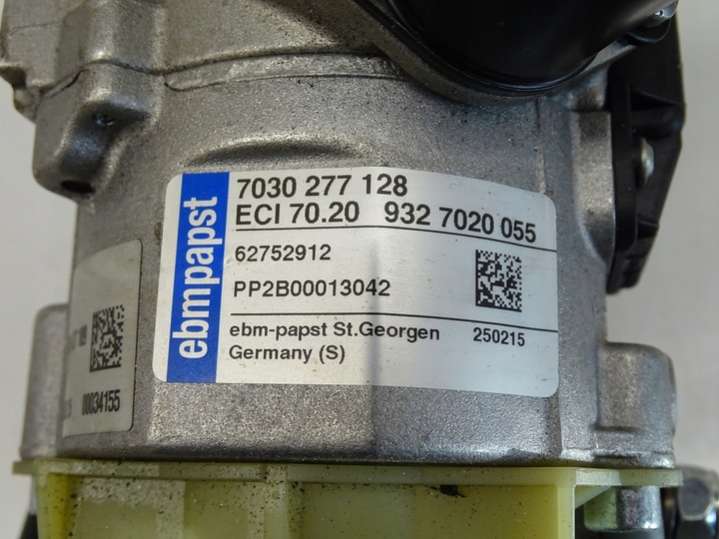 ebmpapst
7030 277 128
ECI 70.20 932 7020 055
62752912
PP2B00013042
ebm-papst St.Georgen 250215
Germany (S)
00034155